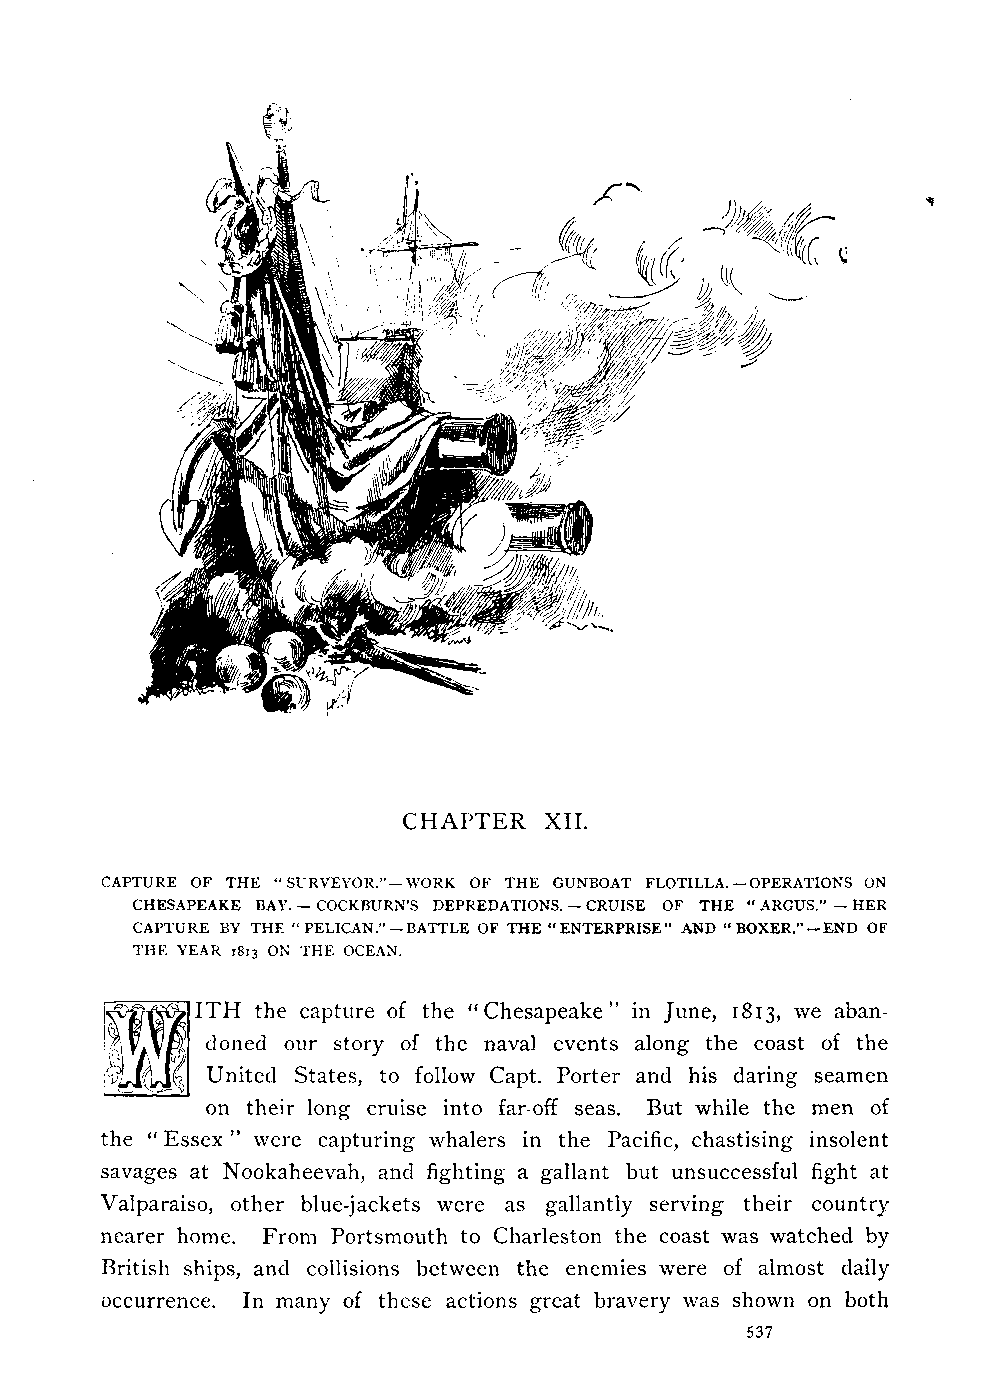 CHAPTER XII.
CAPTURE OF THE "SURVEYOR."—WORK OF THE GUNBOAT FLOTILLA.—OPERATIONS ON
CHESAPEAKE BAY.—COCKBURN'S DEPREDATIONS.—CRUISE OF THE "ARGUS."—HER
CAPTURE BY THE "PELICAN."—BATTLE OF THE "ENTERPRISE" AND "BOXER."—END OF
THE YEAR 1813 ON THE OCEAN.
WITH the capture of the "Chesapeake" in June, 1813, we aban-
doned our story of the naval events along the coast of the
United States, to follow Capt. Porter and his daring seamen
on their long cruise into far-off seas. But while the men of
the "Essex" were capturing whalers in the Pacific, chastising insolent
savages at Nookaheevah, and fighting a gallant but unsuccessful fight at
Valparaiso, other blue-jackets were as gallantly serving their country
nearer home. From Portsmouth to Charleston the coast was watched by
British ships, and collisions between the enemies were of almost daily
occurrence. In many of these actions great bravery was shown on both
537